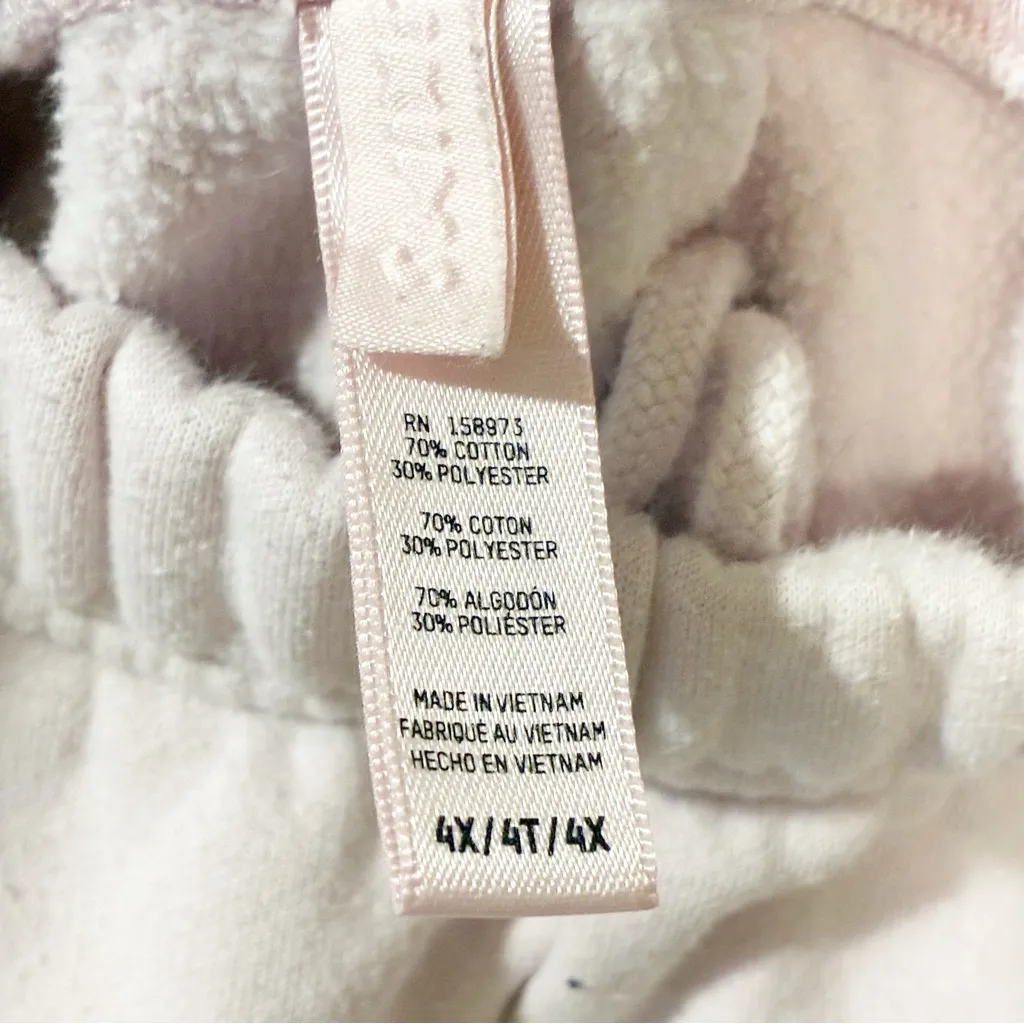 RN 158973
70% COTTON
30% POLYESTER
70% COTON
30% POLYESTER
70% ALGODÓN
30% POLIÉSTER
MADE IN VIETNAM
FABRIQUÉ AU VIETNAM
HECHO EN VIETNAM
4X/4T/4X